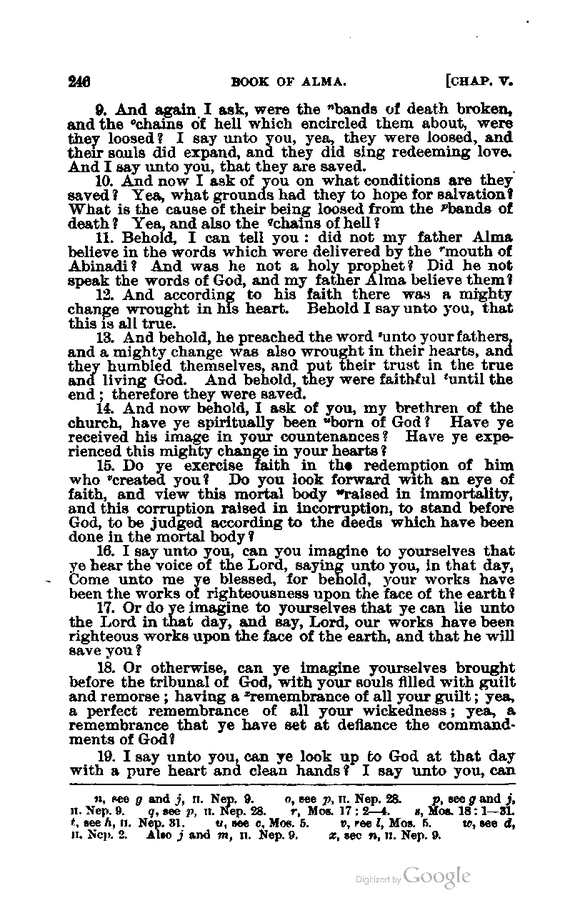 246 BOOK OF ALMA. [CHAP. V.
9. And again I ask, were the ⁿbands of death broken,
and the ᵒchains of hell which encircled them about, were
they loosed? I say unto you, yea, they were loosed, and
their souls did expand, and they did sing redeeming love.
And I say unto you, that they are saved.
10. And now I ask of you on what conditions are they
saved? Yea, what grounds had they to hope for salvation?
What is the cause of their being loosed from the ᵖbands of
death? Yea, and also the ᑫchains of hell?
11. Behold, I can tell you: did not my father Alma
believe in the words which were delivered by the ʳmouth of
Abinadi? And was he not a holy prophet? Did he not
speak the words of God, and my father Alma believe them?
12. And according to his faith there was a mighty
change wrought in his heart. Behold I say unto you, that
this is all true.
13. And behold, he preached the word ˢunto your fathers,
and a mighty change was also wrought in their hearts, and
they humbled themselves, and put their trust in the true
and living God. And behold, they were faithful ᵗuntil the
end; therefore they were saved.
14. And now behold, I ask of you, my brethren of the
church, have ye spiritually been ᵘborn of God? Have ye
received his image in your countenances? Have ye expe-
rienced this mighty change in your hearts?
15. Do ye exercise faith in the redemption of him
who ᵛcreated you? Do you look forward with an eye of
faith, and view this mortal body ʷraised in immortality,
and this corruption raised in incorruption, to stand before
God, to be judged according to the deeds which have been
done in the mortal body?
16. I say unto you, can you imagine to yourselves that
ye hear the voice of the Lord, saying unto you, in that day,
Come unto me ye blessed, for behold, your works have
been the works of righteousness upon the face of the earth?
17. Or do ye imagine to yourselves that ye can lie unto
the Lord in that day, and say, Lord, our works have been
righteous works upon the face of the earth, and that he will
save you?
18. Or otherwise, can ye imagine yourselves brought
before the tribunal of God, with your souls filled with guilt
and remorse; having a ˣremembrance of all your guilt; yea,
a perfect remembrance of all your wickedness; yea, a
remembrance that ye have set at defiance the command-
ments of God?
19. I say unto you, can ye look up to God at that day
with a pure heart and clean hands? I say unto you, can
n, see g and j, II. Nep. 9. o, see p, II. Nep. 28. p, see g and j,
II. Nep. 9. q, see p, II. Nep. 28. r, Mos. 17:2—4. s, Mos. 18:1—31.
t, see h, II. Nep. 31. u, see c, Mos. 5. v, see l, Mos. 5. w, see d,
II. Nep. 2. Also j and m, II. Nep. 9. x, see n, II. Nep. 9.
Digitized by Google